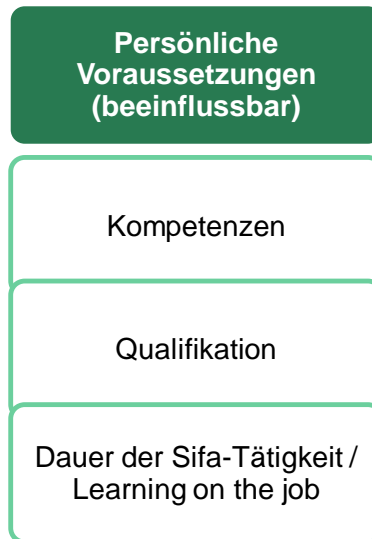 Persönliche
Voraussetzungen
(beeinflussbar)
Kompetenzen
Qualifikation
Dauer der Sifa-Tätigkeit /
Learning on the job